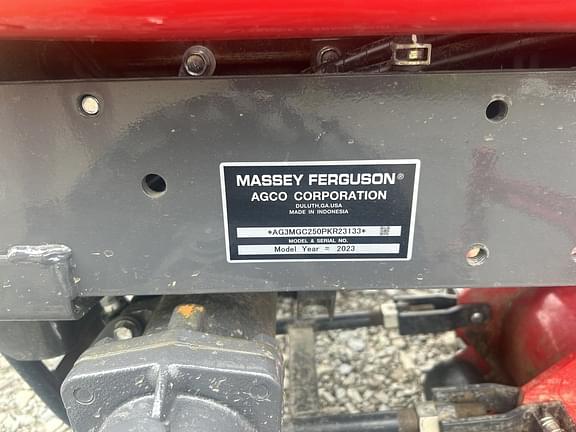 MASSEY FERGUSON®
AGCO CORPORATION
DULUTH,GA.USA
MADE IN INDONESIA
*AG3MGC250PKR23133*
MODEL & SERIAL NO.
Model Year = 2023